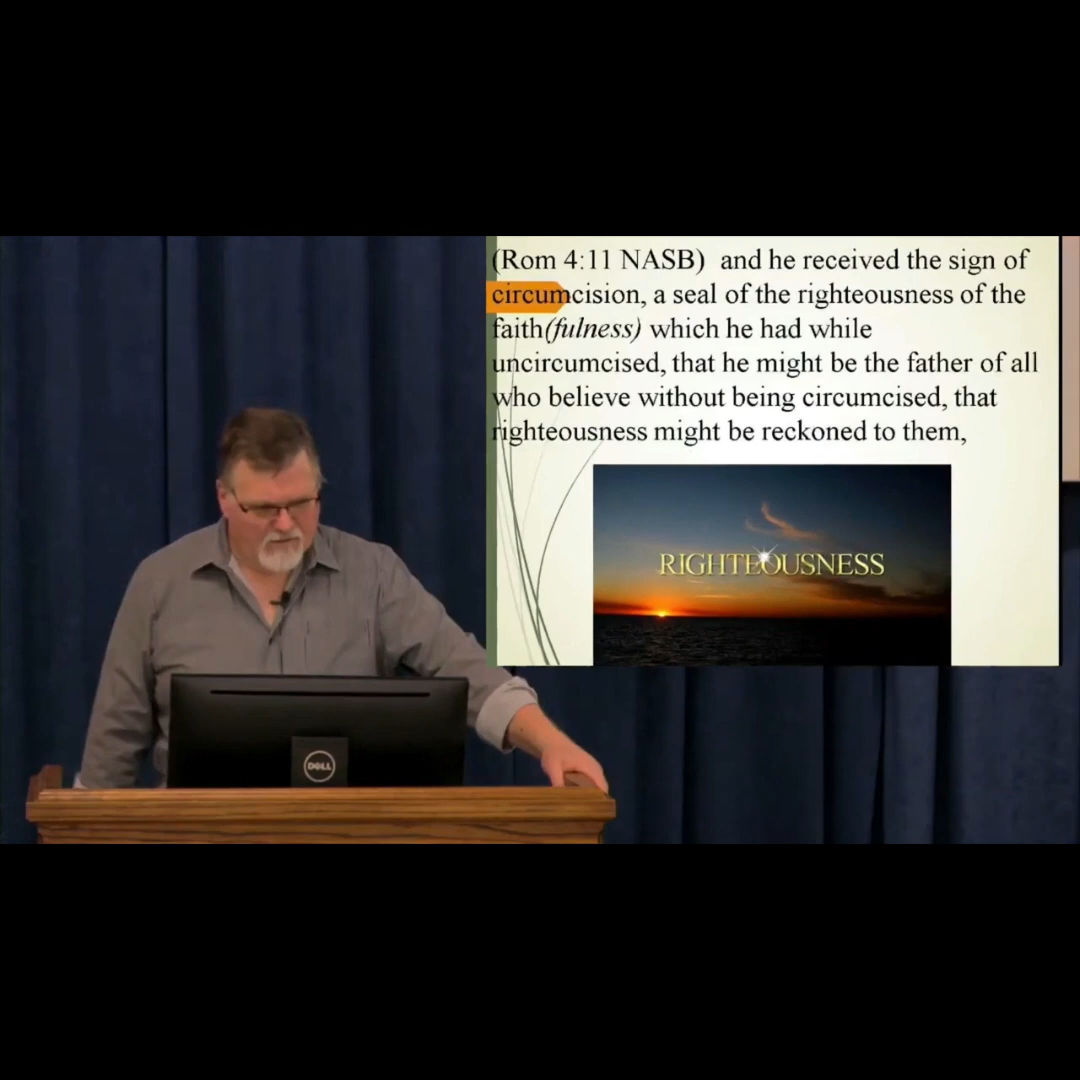 (Rom 4:11 NASB) and he received the sign of
circumcision, a seal of the righteousness of the
faith(fulness) which he had while
uncircumcised, that he might be the father of all
who believe without being circumcised, that
righteousness might be reckoned to them,
RIGHTEOUSNESS
DELL